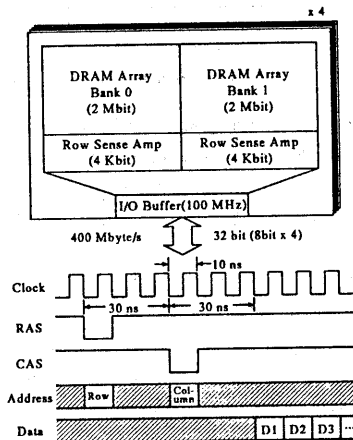 x 4
DRAM Array
Bank 0
(2 Mbit)
DRAM Array
Bank 1
(2 Mbit)
Row Sense Amp
(4 Kbit)
Row Sense Amp
(4 Kbit)
I/O Buffer(100 MHz)
400 Mbyte/s
32 bit (8bit x 4)
10 ns
Clock
30 ns
30 ns
RAS
CAS
Address
Row
Col-
umn
Data
D1
D2
D3
...